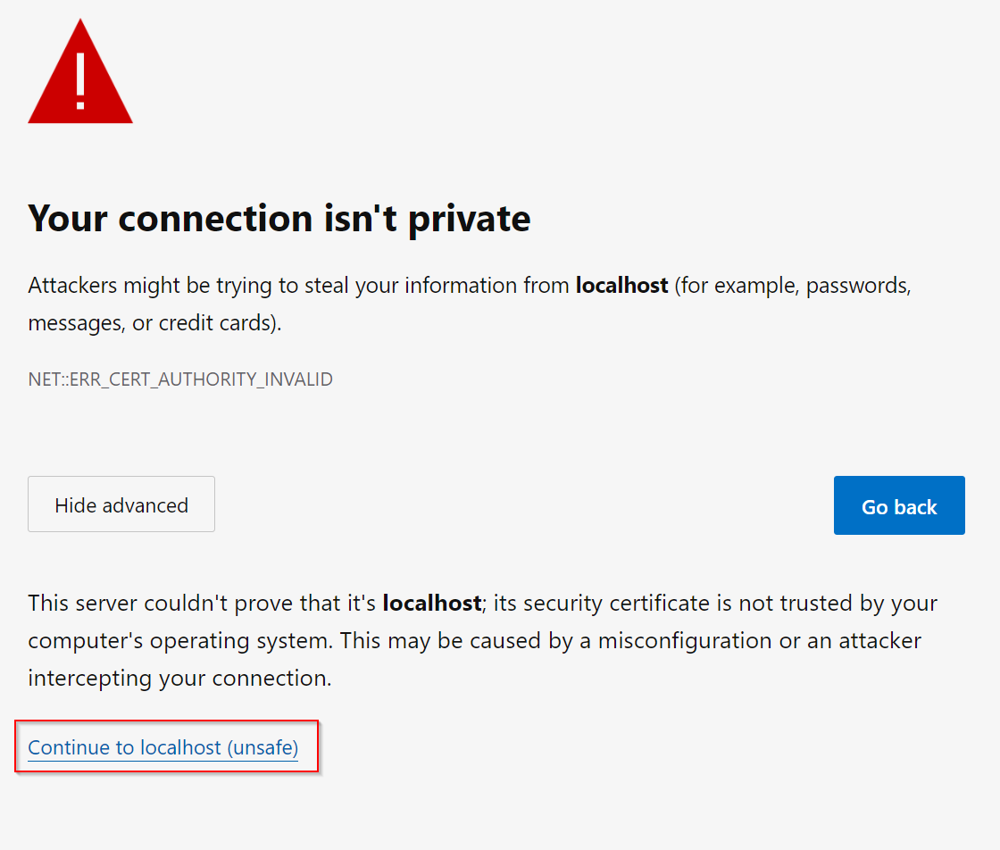 !
Your connection isn't private
Attackers might be trying to steal your information from localhost (for example, passwords,
messages, or credit cards).
NET::ERR_CERT_AUTHORITY_INVALID
Hide advanced
Go back
This server couldn't prove that it's localhost; its security certificate is not trusted by your
computer's operating system. This may be caused by a misconfiguration or an attacker
intercepting your connection.
Continue to localhost (unsafe)